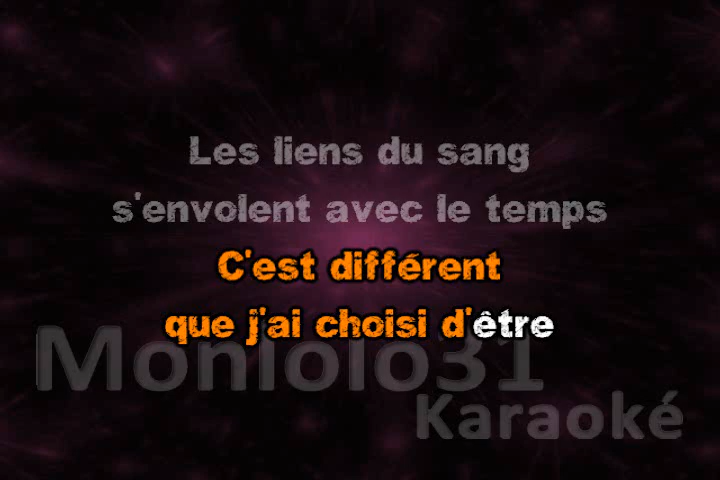 Les liens du sang
s'envolent avec le temps
C'est différent
que j'ai choisi d'être
Monlolo31
Karaoké